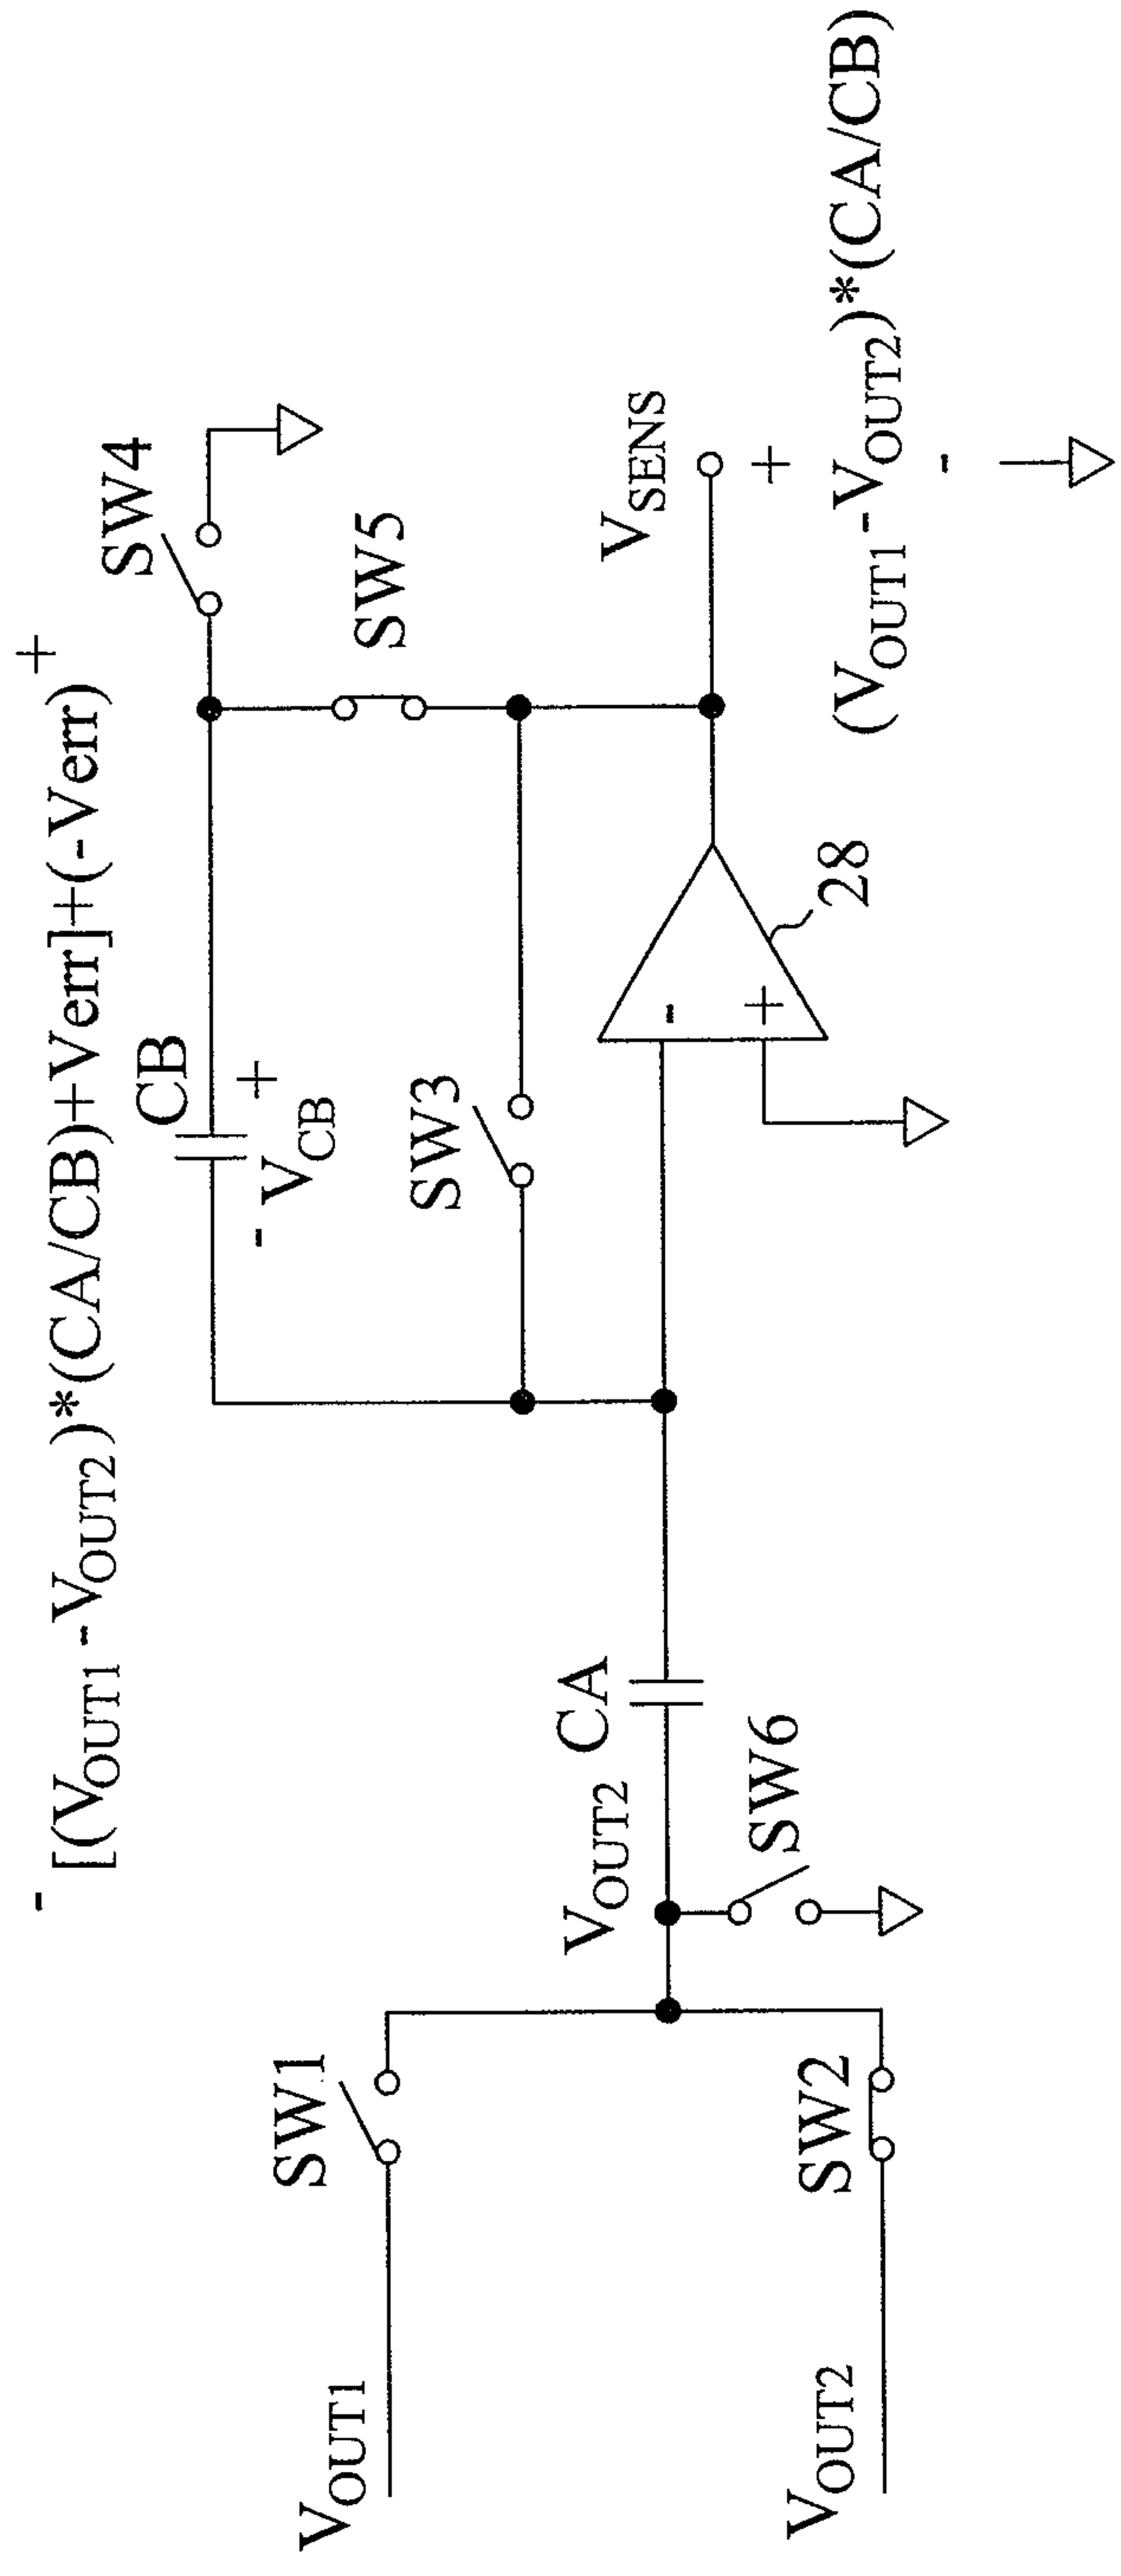 - [(VOUT1-VOUT2)*(CA/CB)+Verr]+(-Verr) +
CB
- VCB +
SW4
SW5
SW3
SW1
VOUT1
VOUT2
CA
VSENS
+
(VOUT1-VOUT2)*(CA/CB)
-
-
+
28
SW6
SW2
VOUT2